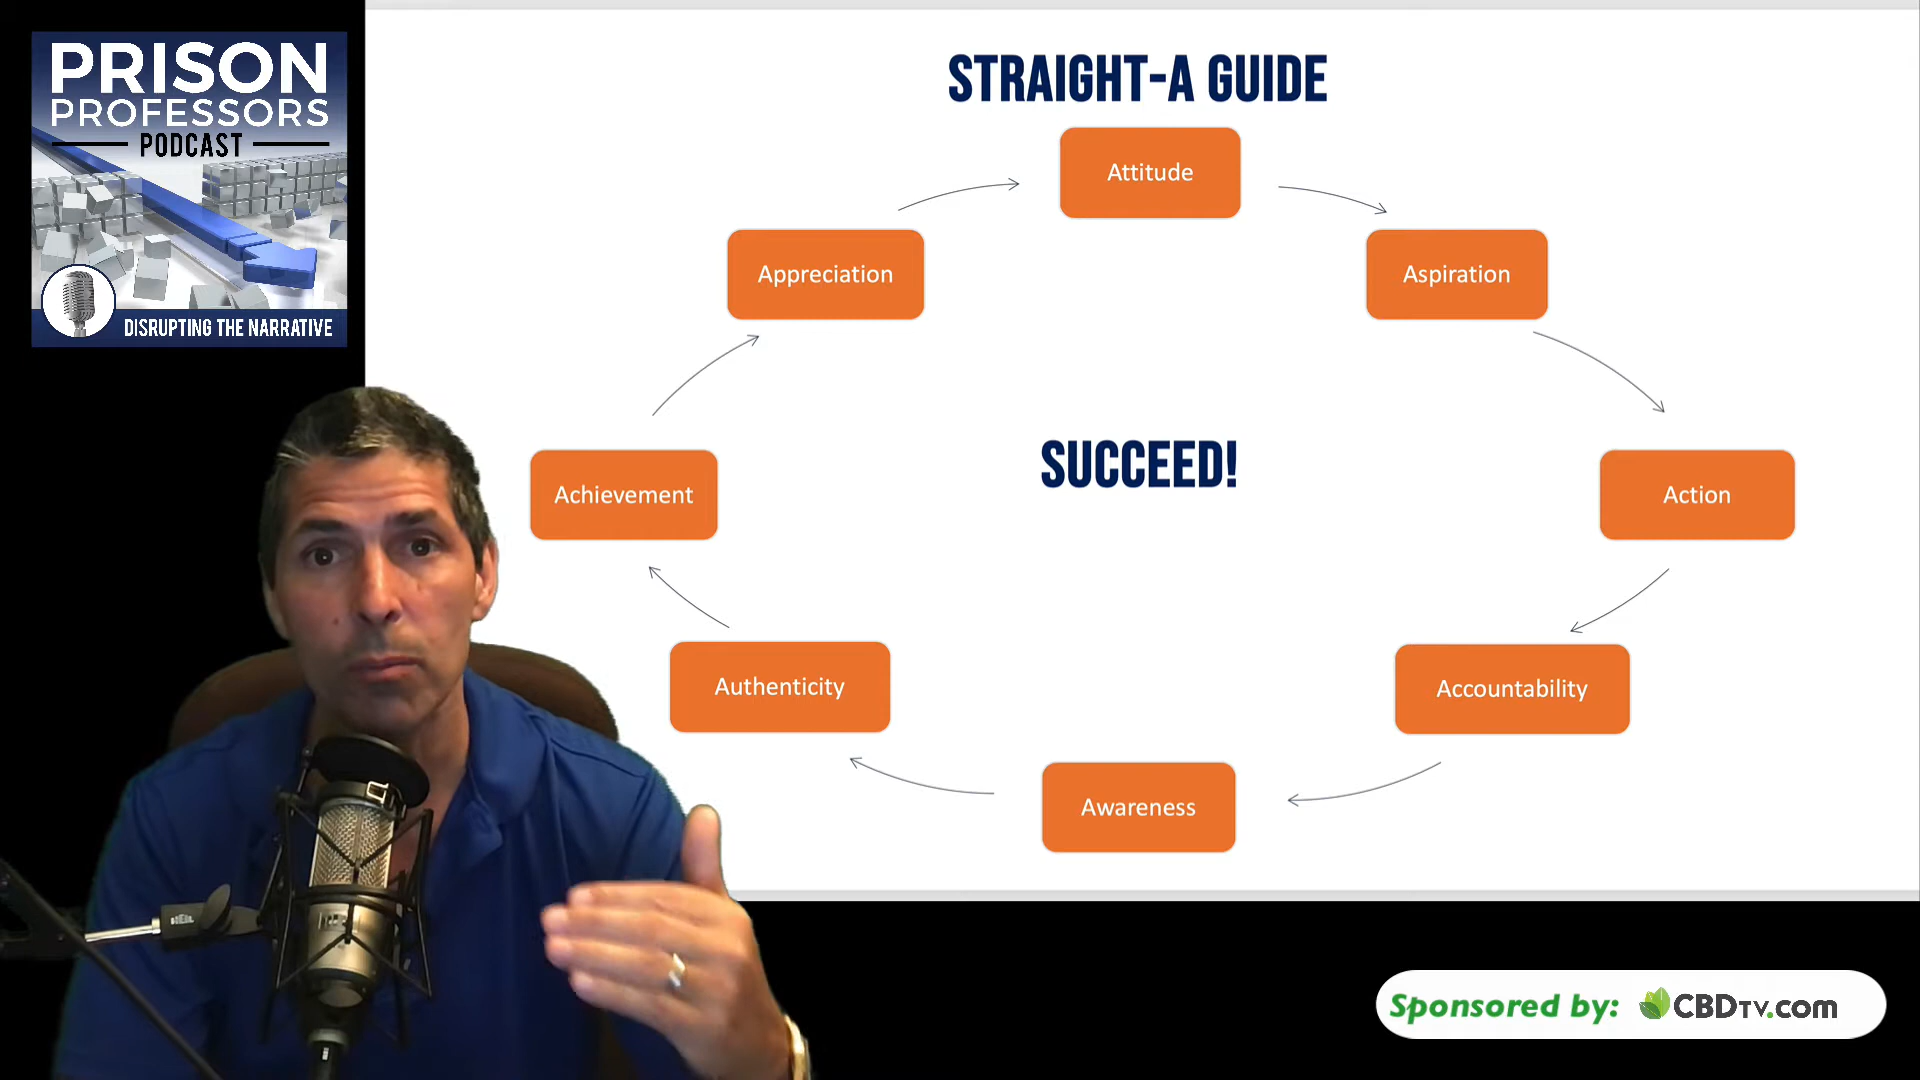 PRISON
PROFESSORS
PODCAST
DISRUPTING THE NARRATIVE
STRAIGHT-A GUIDE
Attitude
Aspiration
Action
Accountability
Awareness
Authenticity
Achievement
Appreciation
SUCCEED!
Sponsored by: CBDTV.com